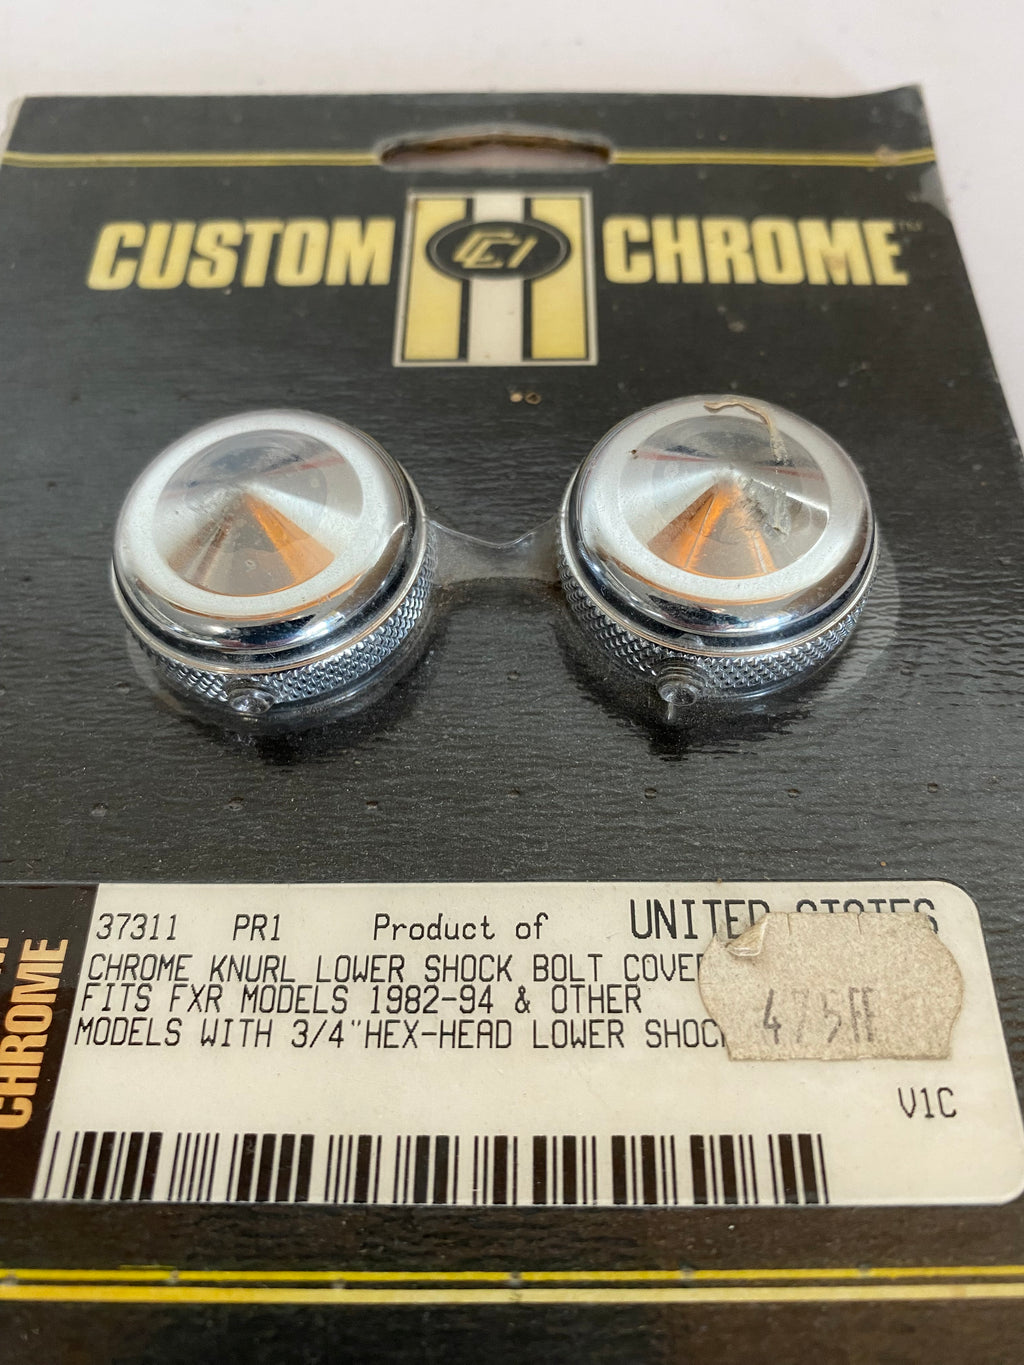 CUSTOM CCI CHROME™
37311 PR1 Product of UNITED STATES
CHROME KNURL LOWER SHOCK BOLT COVER
FITS FXR MODELS 1982-94 & OTHER
MODELS WITH 3/4"HEX-HEAD LOWER SHOCK
V1C
CHROME